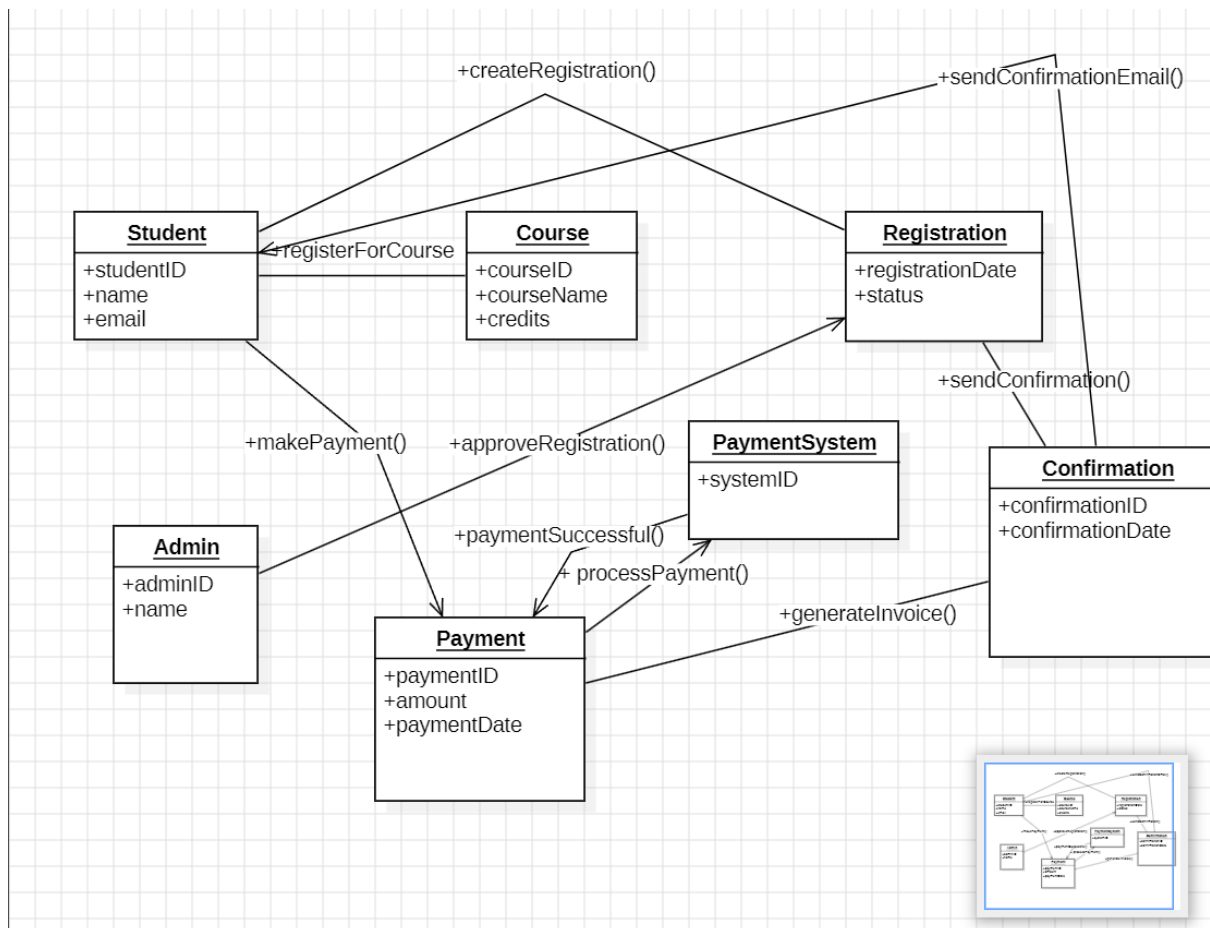 +createRegistration()
+sendConfirmationEmail()
Student
+studentID
+name
+email
+registerForCourse
Course
+courseID
+courseName
+credits
Registration
+registrationDate
+status
+sendConfirmation()
+makePayment()
+approveRegistration()
PaymentSystem
+systemID
Confirmation
+confirmationID
+confirmationDate
Admin
+adminID
+name
+paymentSuccessful()
+ processPayment()
+generateInvoice()
Payment
+paymentID
+amount
+paymentDate